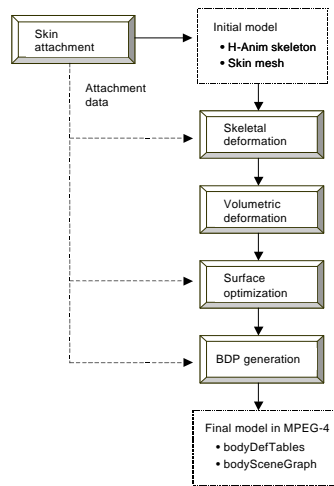 Skin
attachment
Initial model
• H-Anim skeleton
• Skin mesh
Attachment
data
Skeletal
deformation
Volumetric
deformation
Surface
optimization
BDP generation
Final model in MPEG-4
• bodyDefTables
• bodySceneGraph